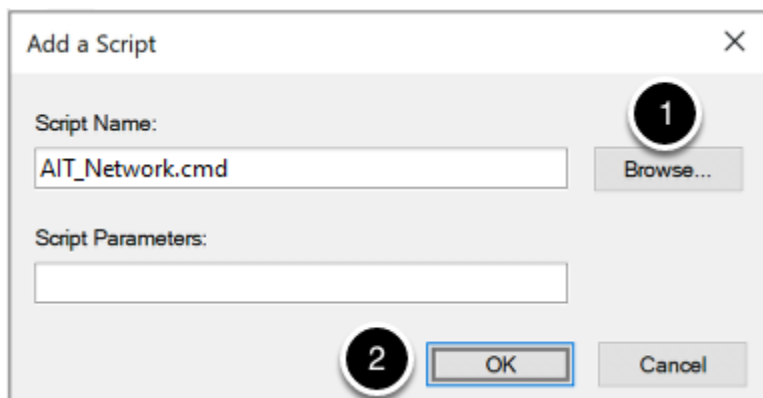 Add a Script
Script Name:
1
AIT_Network.cmd
Browse...
Script Parameters:
2
OK
Cancel